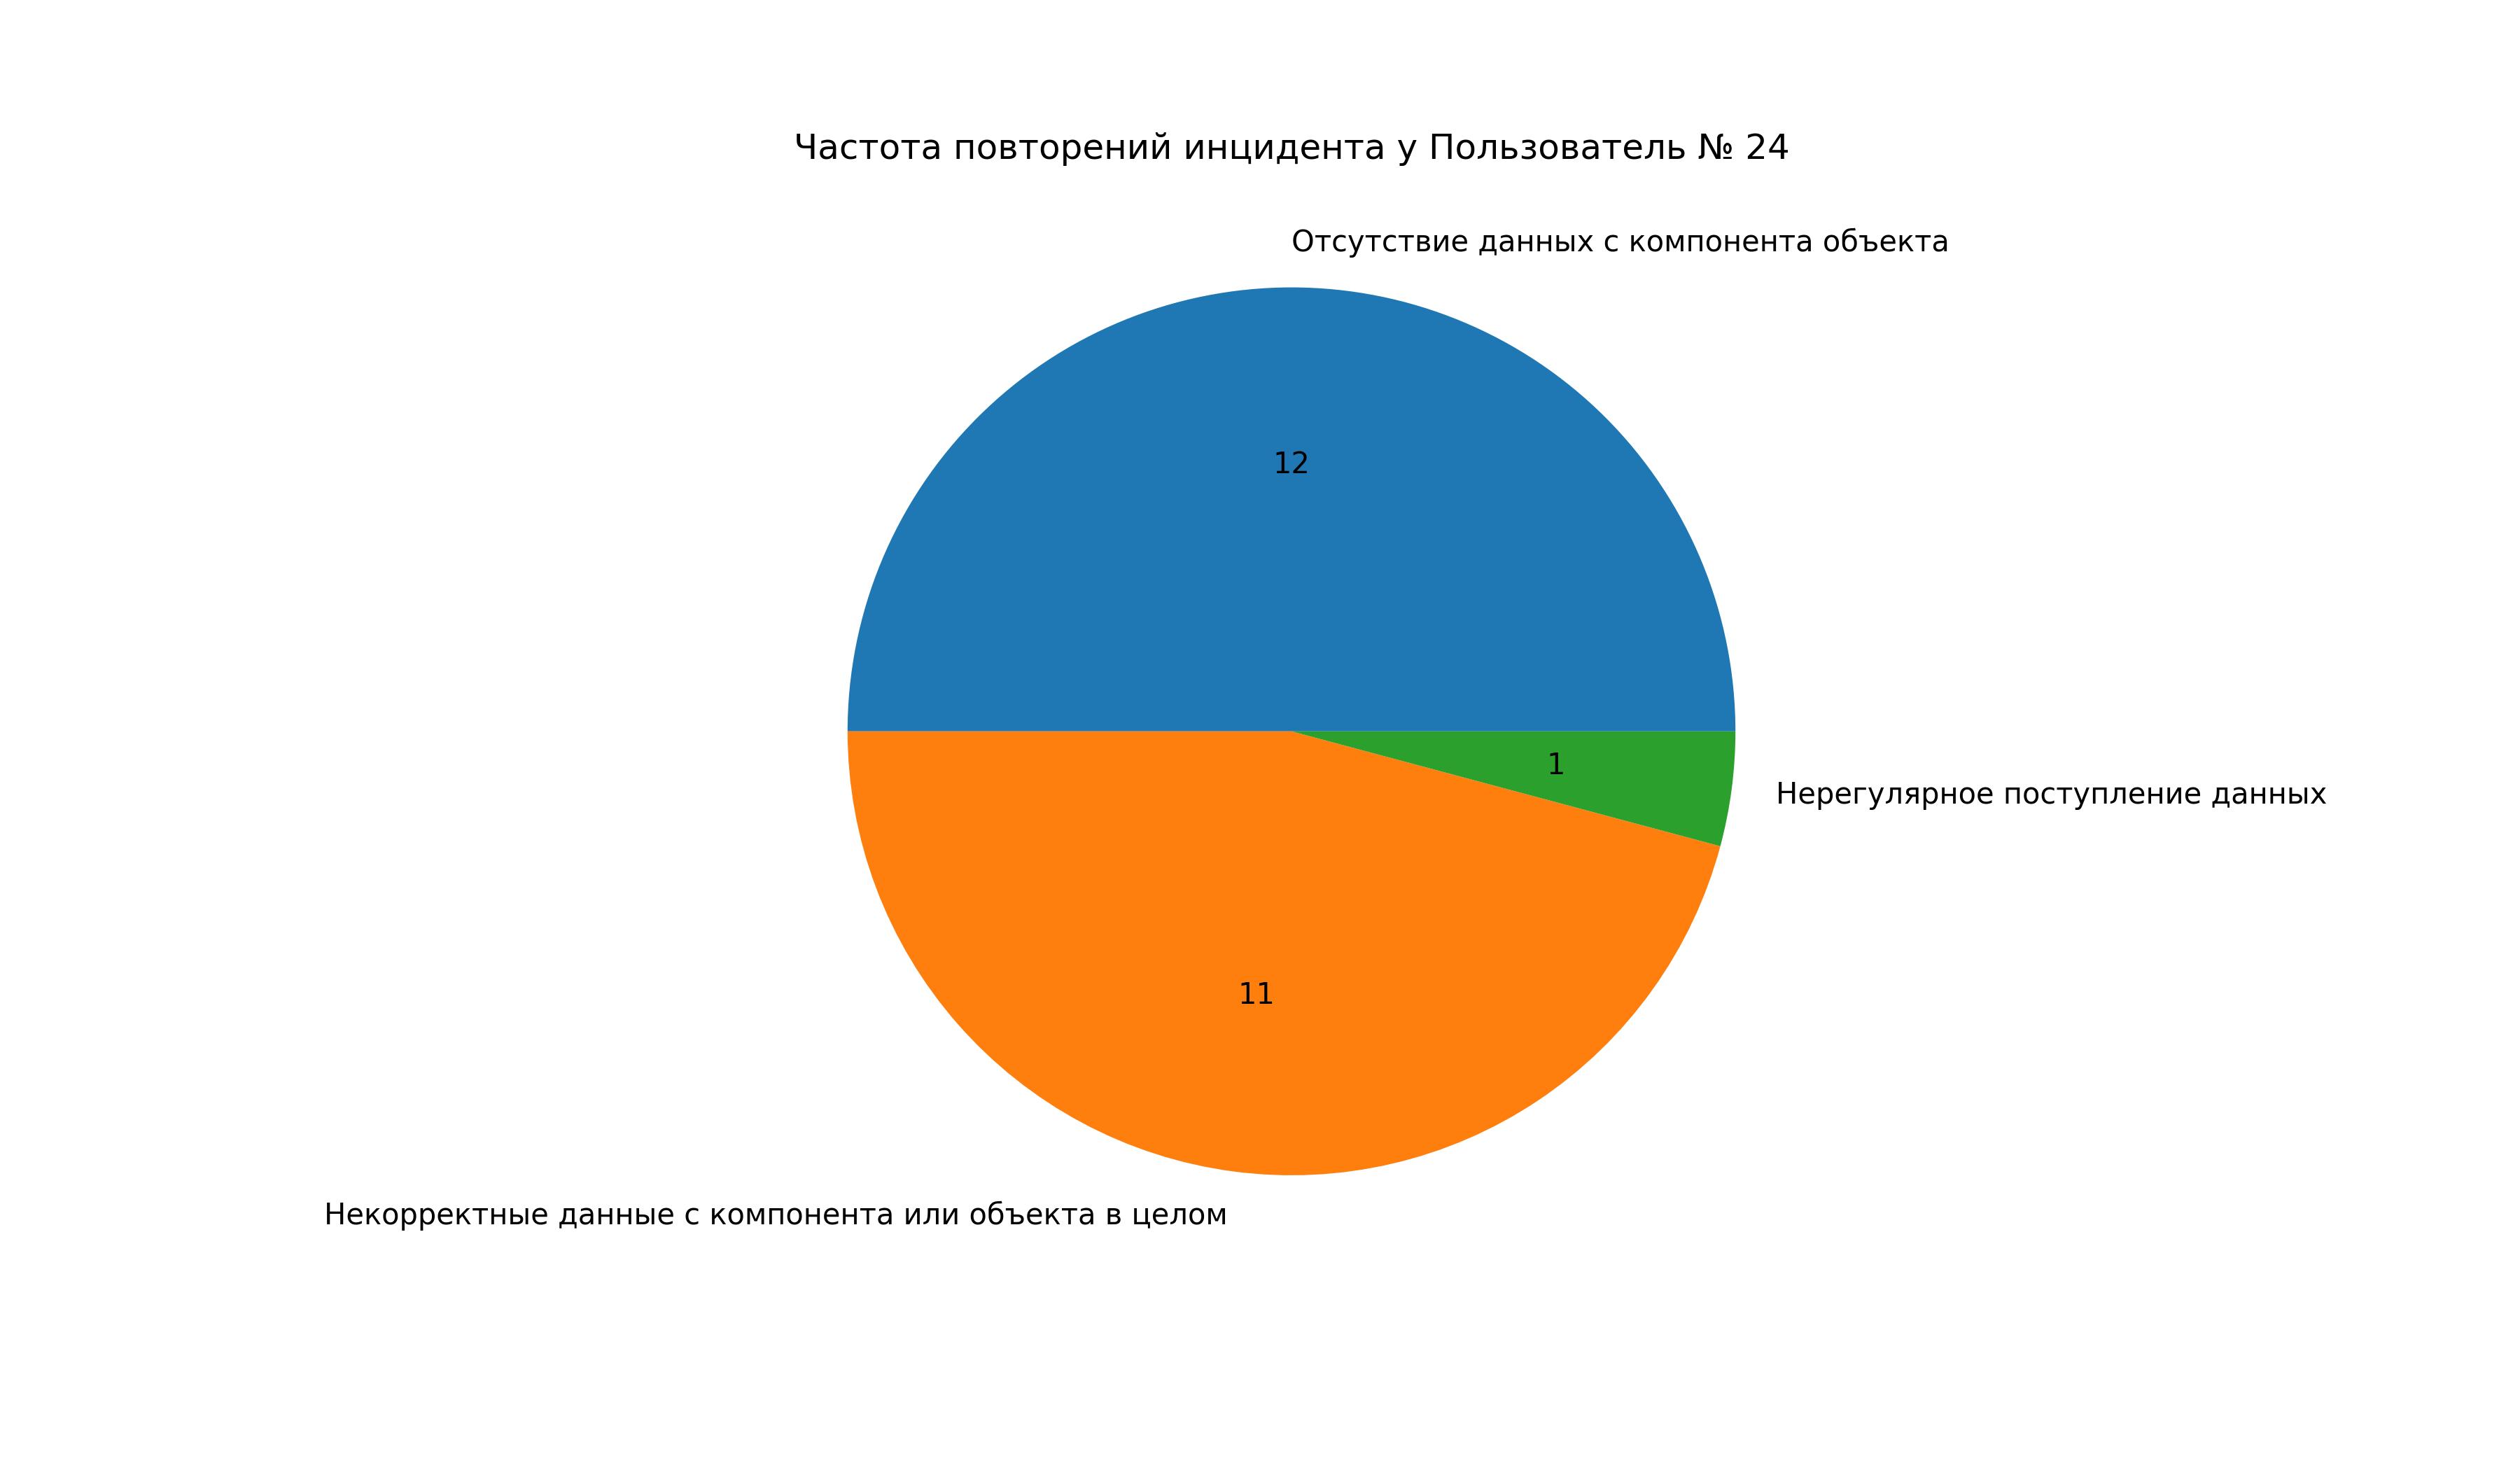 Частота повторений инцидента у Пользователь № 24
Отсутствие данных с компонента объекта
12
1
Нерегулярное поступление данных
11
Некорректные данные с компонента или объекта в целом